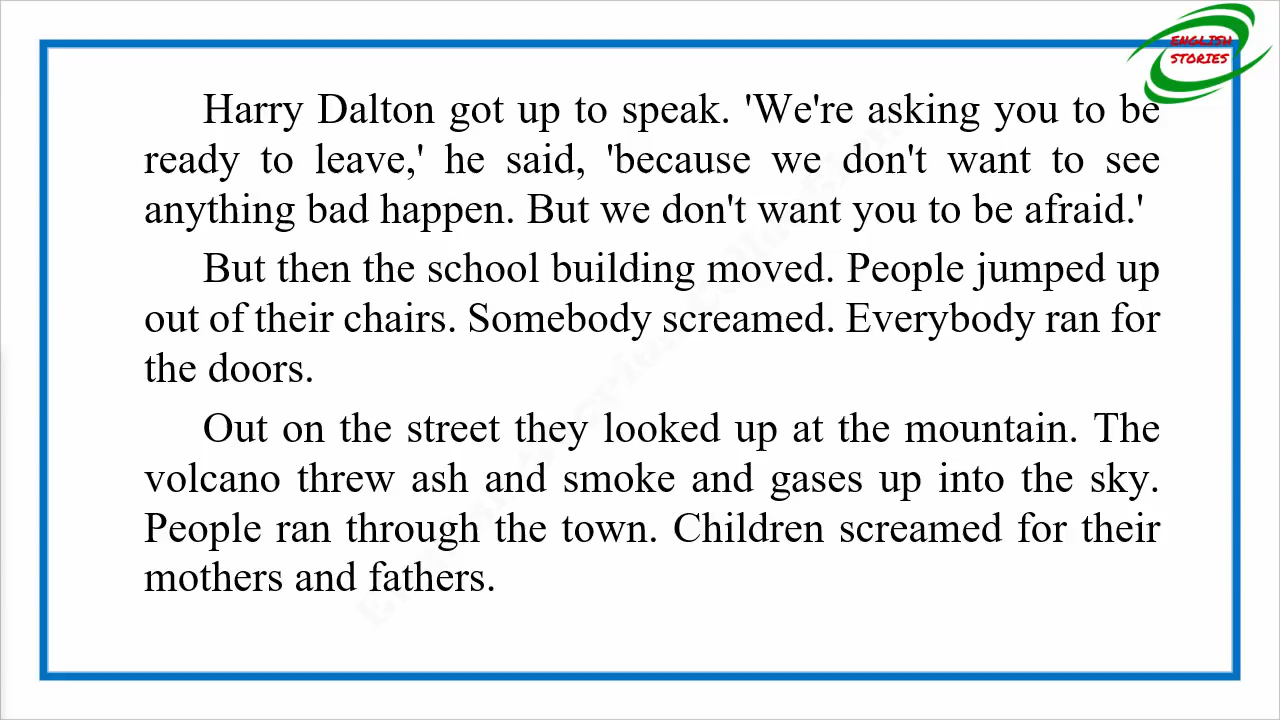 ENGLISH
STORIES
Harry Dalton got up to speak. 'We're asking you to be
ready to leave,' he said, 'because we don't want to see
anything bad happen. But we don't want you to be afraid.'
But then the school building moved. People jumped up
out of their chairs. Somebody screamed. Everybody ran for
the doors.
Out on the street they looked up at the mountain. The
volcano threw ash and smoke and gases up into the sky.
People ran through the town. Children screamed for their
mothers and fathers.